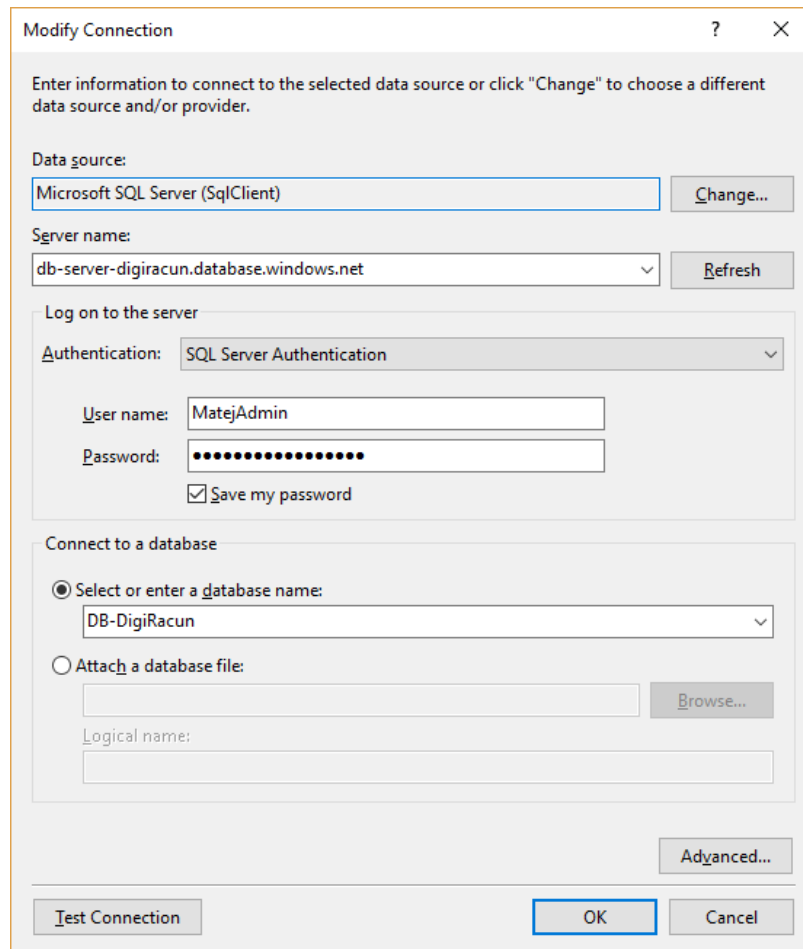 Modify Connection
?
Enter information to connect to the selected data source or click "Change" to choose a different
data source and/or provider.
Data source:
Microsoft SQL Server (SqlClient)
Change...
Server name:
db-server-digiracun.database.windows.net
Refresh
Log on to the server
Authentication:
SQL Server Authentication
User name:
MatejAdmin
Password:
•••••••••••••••••
Save my password
Connect to a database
Select or enter a database name:
DB-DigiRacun
Attach a database file:
Browse...
Logical name:
Advanced...
Test Connection
OK
Cancel